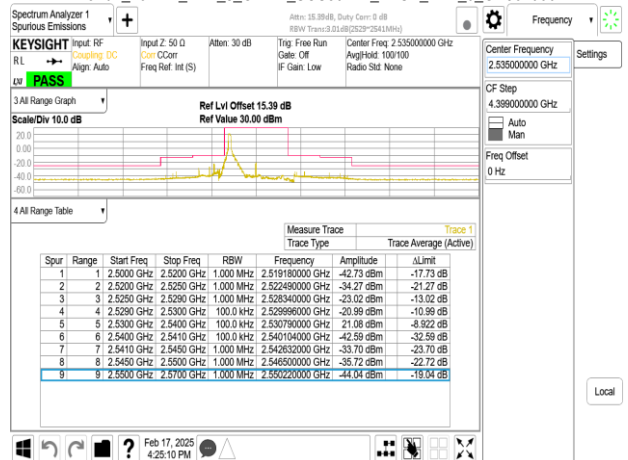 Spectrum Analyzer 1
Spurious Emissions
Attn: 15.39dB, Duty Corr: 0 dB
RBW Trans:3.01dB(2529~2541MHz)
Frequency
KEYSIGHT
RL
LXI
PASS
Input: RF
Coupling: DC
Align: Auto
Input Z: 50 Ω
Corr CCorr
Freq Ref: Int (S)
Atten: 30 dB
Trig: Free Run
Gate: Off
IF Gain: Low
Center Freq: 2.535000000 GHz
Avg|Hold: 100/100
Radio Std: None
Center Frequency
2.535000000 GHz
Settings
CF Step
4.399000000 GHz
Auto
Man
Freq Offset
0 Hz
3 All Range Graph
Scale/Div 10.0 dB
Ref Lvl Offset 15.39 dB
Ref Value 30.00 dBm
20.0
0.00
-20.0
-40.0
-60.0
4 All Range Table
Measure Trace Trace 1
Trace Type Trace Average (Active)
Spur Range Start Freq Stop Freq RBW Frequency Amplitude ΔLimit
1 1 2.5000 GHz 2.5200 GHz 1.000 MHz 2.519180000 GHz -42.73 dBm -17.73 dB
2 2 2.5200 GHz 2.5250 GHz 1.000 MHz 2.522490000 GHz -34.27 dBm -21.27 dB
3 3 2.5250 GHz 2.5290 GHz 1.000 MHz 2.528340000 GHz -23.02 dBm -13.02 dB
4 4 2.5290 GHz 2.5300 GHz 100.0 kHz 2.529996000 GHz -20.99 dBm -10.99 dB
5 5 2.5300 GHz 2.5400 GHz 100.0 kHz 2.530790000 GHz 21.08 dBm -8.922 dB
6 6 2.5400 GHz 2.5410 GHz 100.0 kHz 2.540104000 GHz -42.59 dBm -32.59 dB
7 7 2.5410 GHz 2.5450 GHz 1.000 MHz 2.542632000 GHz -33.70 dBm -23.70 dB
8 8 2.5450 GHz 2.5500 GHz 1.000 MHz 2.546500000 GHz -35.72 dBm -22.72 dB
9 9 2.5500 GHz 2.5700 GHz 1.000 MHz 2.550220000 GHz -44.04 dBm -19.04 dB
Local
Feb 17, 2025
4:25:10 PM